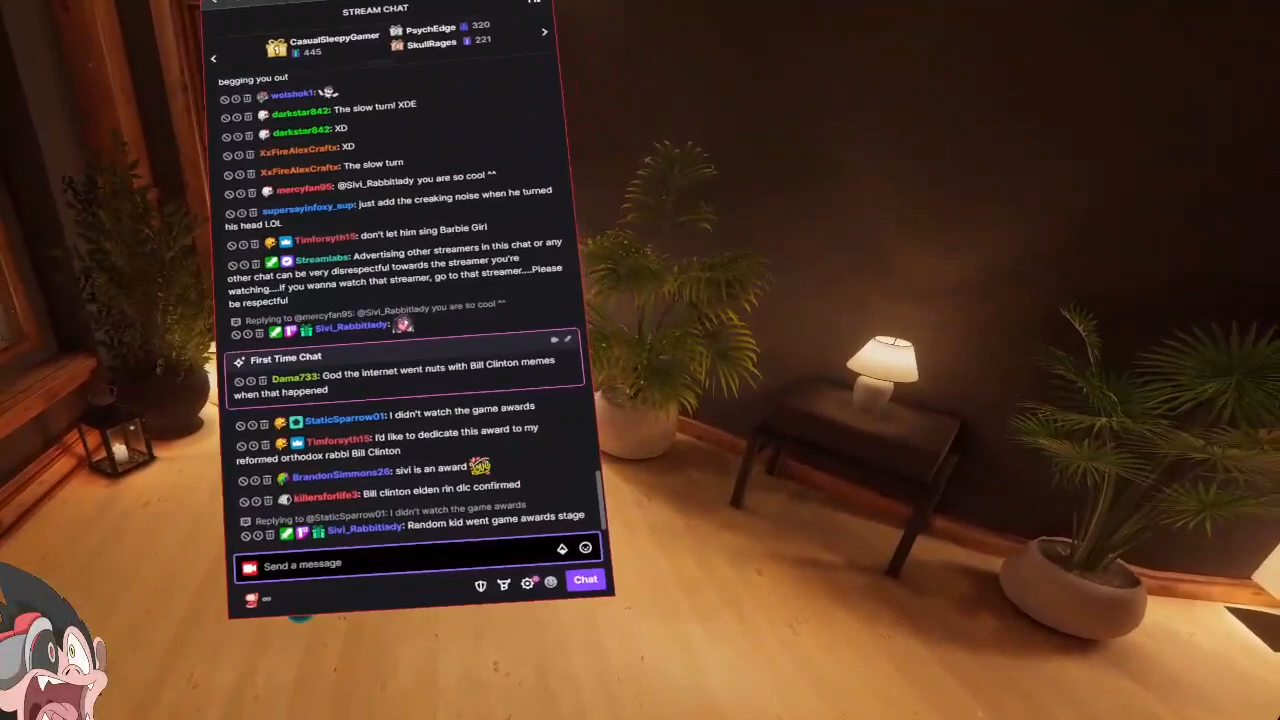 STREAM CHAT
CasualSleepyGamer
445
PsychEdge 320
SkullRages 221
begging you out
wolshok1:
darkstar842: The slow turn! XDE
darkstar842: XD
XxFireAlexCraftx: XD
XxFireAlexCraftx: The slow turn
mercyfan95: @Sivi_Rabbitlady you are so cool ^^
supersayinfoxy_sup: just add the creaking noise when he turned
his head LOL
Timforsyth15: don't let him sing Barbie Girl
Streamlabs: Advertising other streamers in this chat or any
other chat can be very disrespectful towards the streamer you're
watching....If you wanna watch that streamer, go to that streamer....Please
be respectful
Replying to @mercyfan95: @Sivi_Rabbitlady you are so cool ^^
Sivi_Rabbitlady:
First Time Chat
Dama733: God the internet went nuts with Bill Clinton memes
when that happened
StaticSparrow01: I didn't watch the game awards
Timforsyth15: I'd like to dedicate this award to my
reformed orthodox rabbi Bill Clinton
BrandonSimmons26: sivi is an award
killersforlife3: Bill clinton elden rin dlc confirmed
Replying to @StaticSparrow01: I didn't watch the game awards
Sivi_Rabbitlady: Random kid went game awards stage
Send a message
Chat